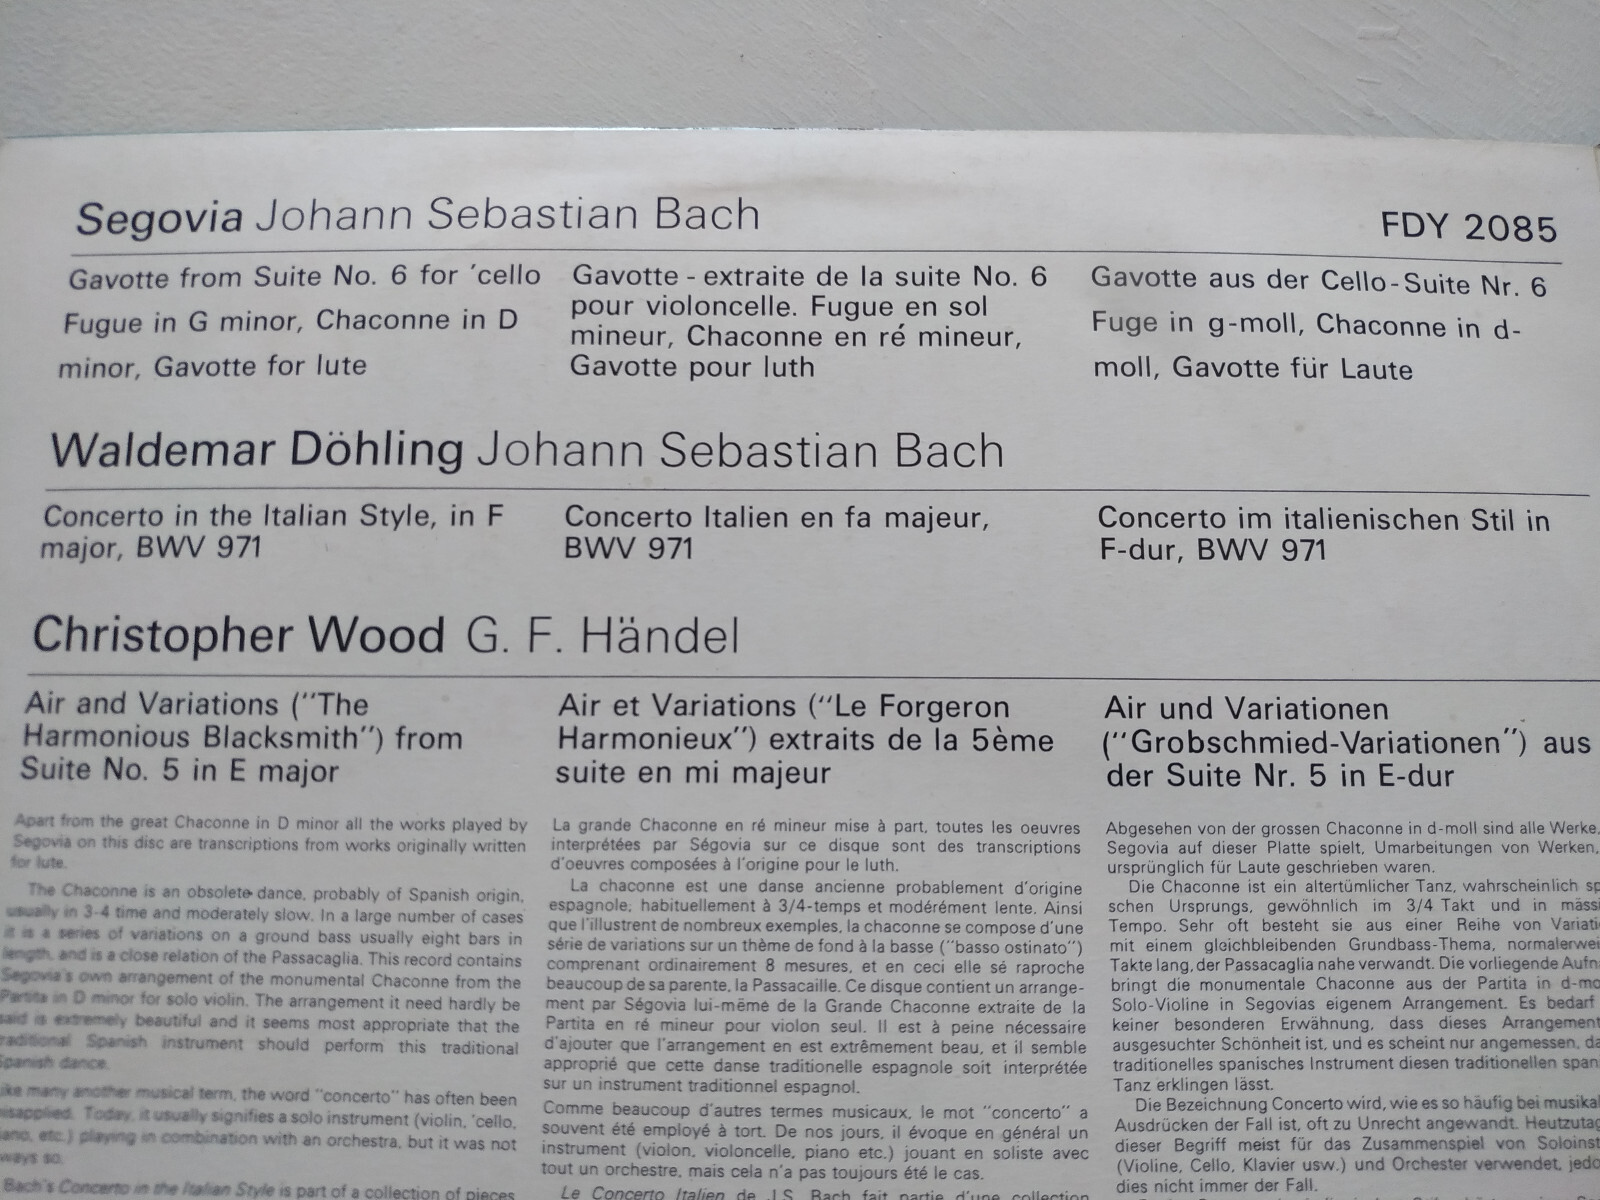 Segovia Johann Sebastian Bach
FDY 2085
Gavotte from Suite No. 6 for 'cello
Fugue in G minor, Chaconne in D
minor, Gavotte for lute
Gavotte - extraite de la suite No. 6
pour violoncelle. Fugue en sol
mineur, Chaconne en ré mineur,
Gavotte pour luth
Gavotte aus der Cello-Suite Nr. 6
Fuge in g-moll, Chaconne in d-
moll, Gavotte für Laute
Waldemar Döhling Johann Sebastian Bach
Concerto in the Italian Style, in F
major, BWV 971
Concerto Italien en fa majeur,
BWV 971
Concerto im italienischen Stil in
F-dur, BWV 971
Christopher Wood G. F. Händel
Air and Variations ("The
Harmonious Blacksmith") from
Suite No. 5 in E major
Air et Variations ("Le Forgeron
Harmonieux") extraits de la 5ème
suite en mi majeur
Air und Variationen
("Grobschmied-Variationen") aus
der Suite Nr. 5 in E-dur
Apart from the great Chaconne in D minor all the works played by
Segovia on this disc are transcriptions from works originally written
for lute.
The Chaconne is an obsolete dance, probably of Spanish origin,
usually in 3-4 time and moderately slow. In a large number of cases
it is a series of variations on a ground bass usually eight bars in
length, and is a close relation of the Passacaglia. This record contains
Segovia's own arrangement of the monumental Chaconne from the
Partita in D minor for solo violin. The arrangement it need hardly be
said is extremely beautiful and it seems most appropriate that the
traditional Spanish instrument should perform this traditional
Spanish dance.
like many another musical term, the word "concerto" has often been
misapplied. Today, it usually signifies a solo instrument (violin, 'cello,
piano, etc.) playing in combination with an orchestra, but it was not
ways so.
Bach's Concerto in the Italian Style is part of a collection of pieces
La grande Chaconne en ré mineur mise à part, toutes les oeuvres
interprétées par Ségovia sur ce disque sont des transcriptions
d'oeuvres composées à l'origine pour le luth.
La chaconne est une danse ancienne probablement d'origine
espagnole, habituellement à 3/4-temps et modérément lente. Ainsi
que l'illustrent de nombreux exemples, la chaconne se compose d'une
série de variations sur un thème de fond à la basse ("basso ostinato")
comprenant ordinairement 8 mesures, et en ceci elle sé raproche
beaucoup de sa parente, la Passacaille. Ce disque contient un arrange-
ment par Ségovia lui-même de la Grande Chaconne extraite de la
Partita en ré mineur pour violon seul. Il est à peine nécessaire
d'ajouter que l'arrangement en est extrêmement beau, et il semble
approprié que cette danse traditionelle espagnole soit interprétée
sur un instrument traditionnel espagnol.
Comme beaucoup d'autres termes musicaux, le mot "concerto" a
souvent été employé à tort. De nos jours, il évoque en général un
instrument (violon, violoncelle, piano etc.) jouant en soliste avec
tout un orchestre, mais cela n'a pas toujours été le cas.
Le Concerto Italien de J.S. Bach fait partie d'une collection
Abgesehen von der grossen Chaconne in d-moll sind alle Werke,
Segovia auf dieser Platte spielt, Umarbeitungen von Werken,
ursprünglich für Laute geschrieben waren.
Die Chaconne ist ein altertümlicher Tanz, wahrscheinlich sp
schen Ursprungs, gewöhnlich im 3/4 Takt und in mässi
Tempo. Sehr oft besteht sie aus einer Reihe von Variati
mit einem gleichbleibenden Grundbass-Thema, normalerwei
Takte lang, der Passacaglia nahe verwandt. Die vorliegende Aufn
bringt die monumentale Chaconne aus der Partita in d-mo
Solo-Violine in Segovias eigenem Arrangement. Es bedarf
keiner besonderen Erwähnung, dass dieses Arrangement
ausgesuchter Schönheit ist, und es scheint nur angemessen, da
traditionelles spanisches Instrument diesen traditionellen span
Tanz erklingen lässt.
Die Bezeichnung Concerto wird, wie es so häufig bei musikal
Ausdrücken der Fall ist, oft zu Unrecht angewandt. Heutzutag
dieser Begriff meist für das Zusammenspiel von Soloinst
(Violine, Cello, Klavier usw.) und Orchester verwendet, jedo
dies nicht immer der Fall.